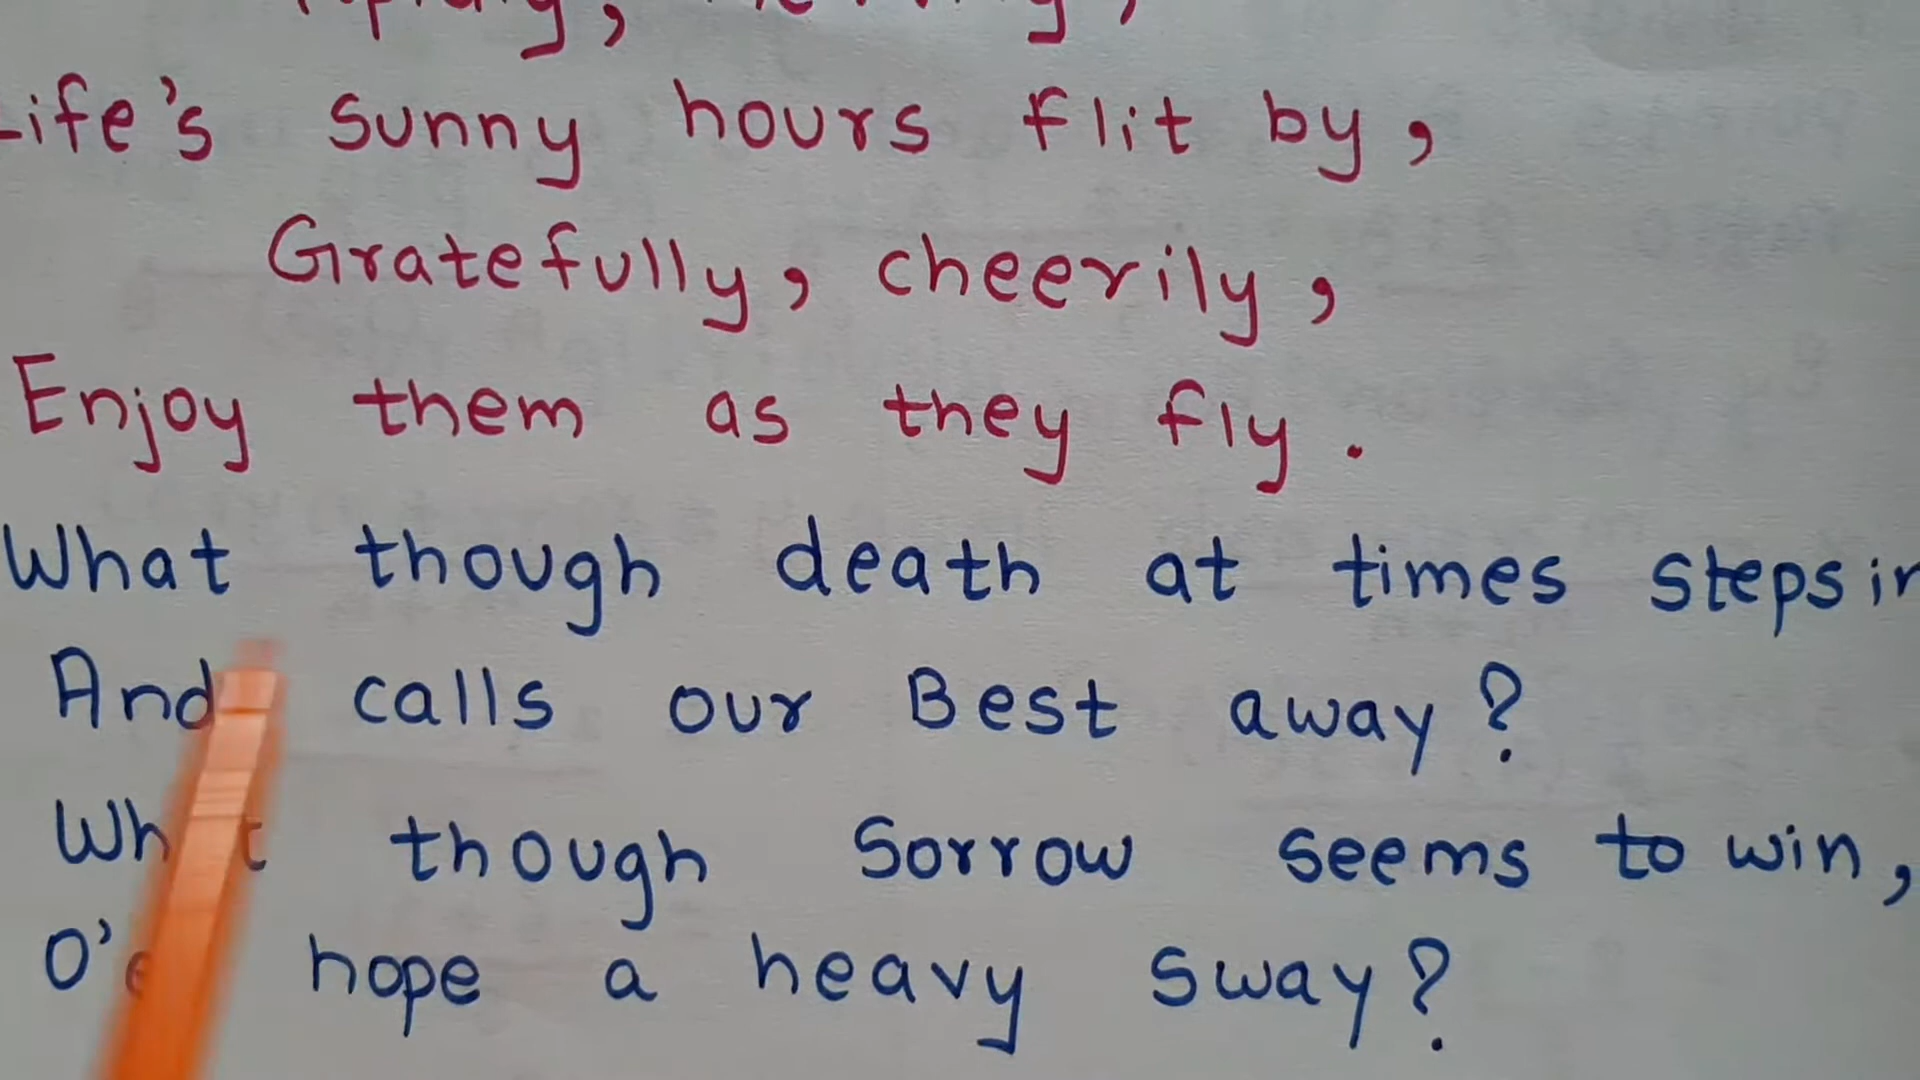 Life's sunny hours flit by,
Gratefully, cheerily,
Enjoy them as they fly.
What though death at times steps in
And calls our Best away?
What though Sorrow seems to win,
hope a heavy sway?